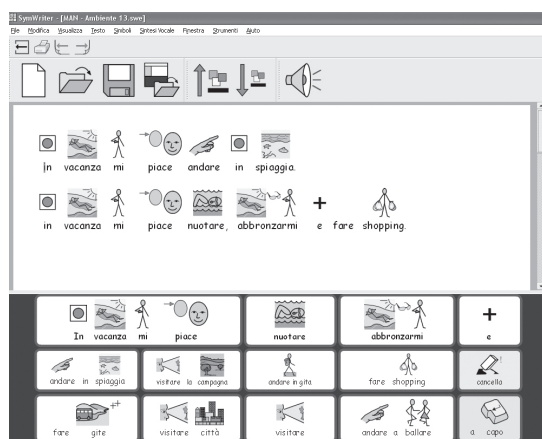 SymWriter - [MAN - Ambiente 13.swe]
File Modifica Visualizza Testo Simboli Sintesi Vocale Finestra Strumenti Aiuto
In vacanza mi piace andare in spiaggia.
in vacanza mi piace nuotare, abbronzarmi e fare shopping.
In vacanza mi piace nuotare abbronzarmi e
andare in spiaggia visitare la campagna andare in gita fare shopping cancella
fare gite visitare città visitare andare a ballare a capo